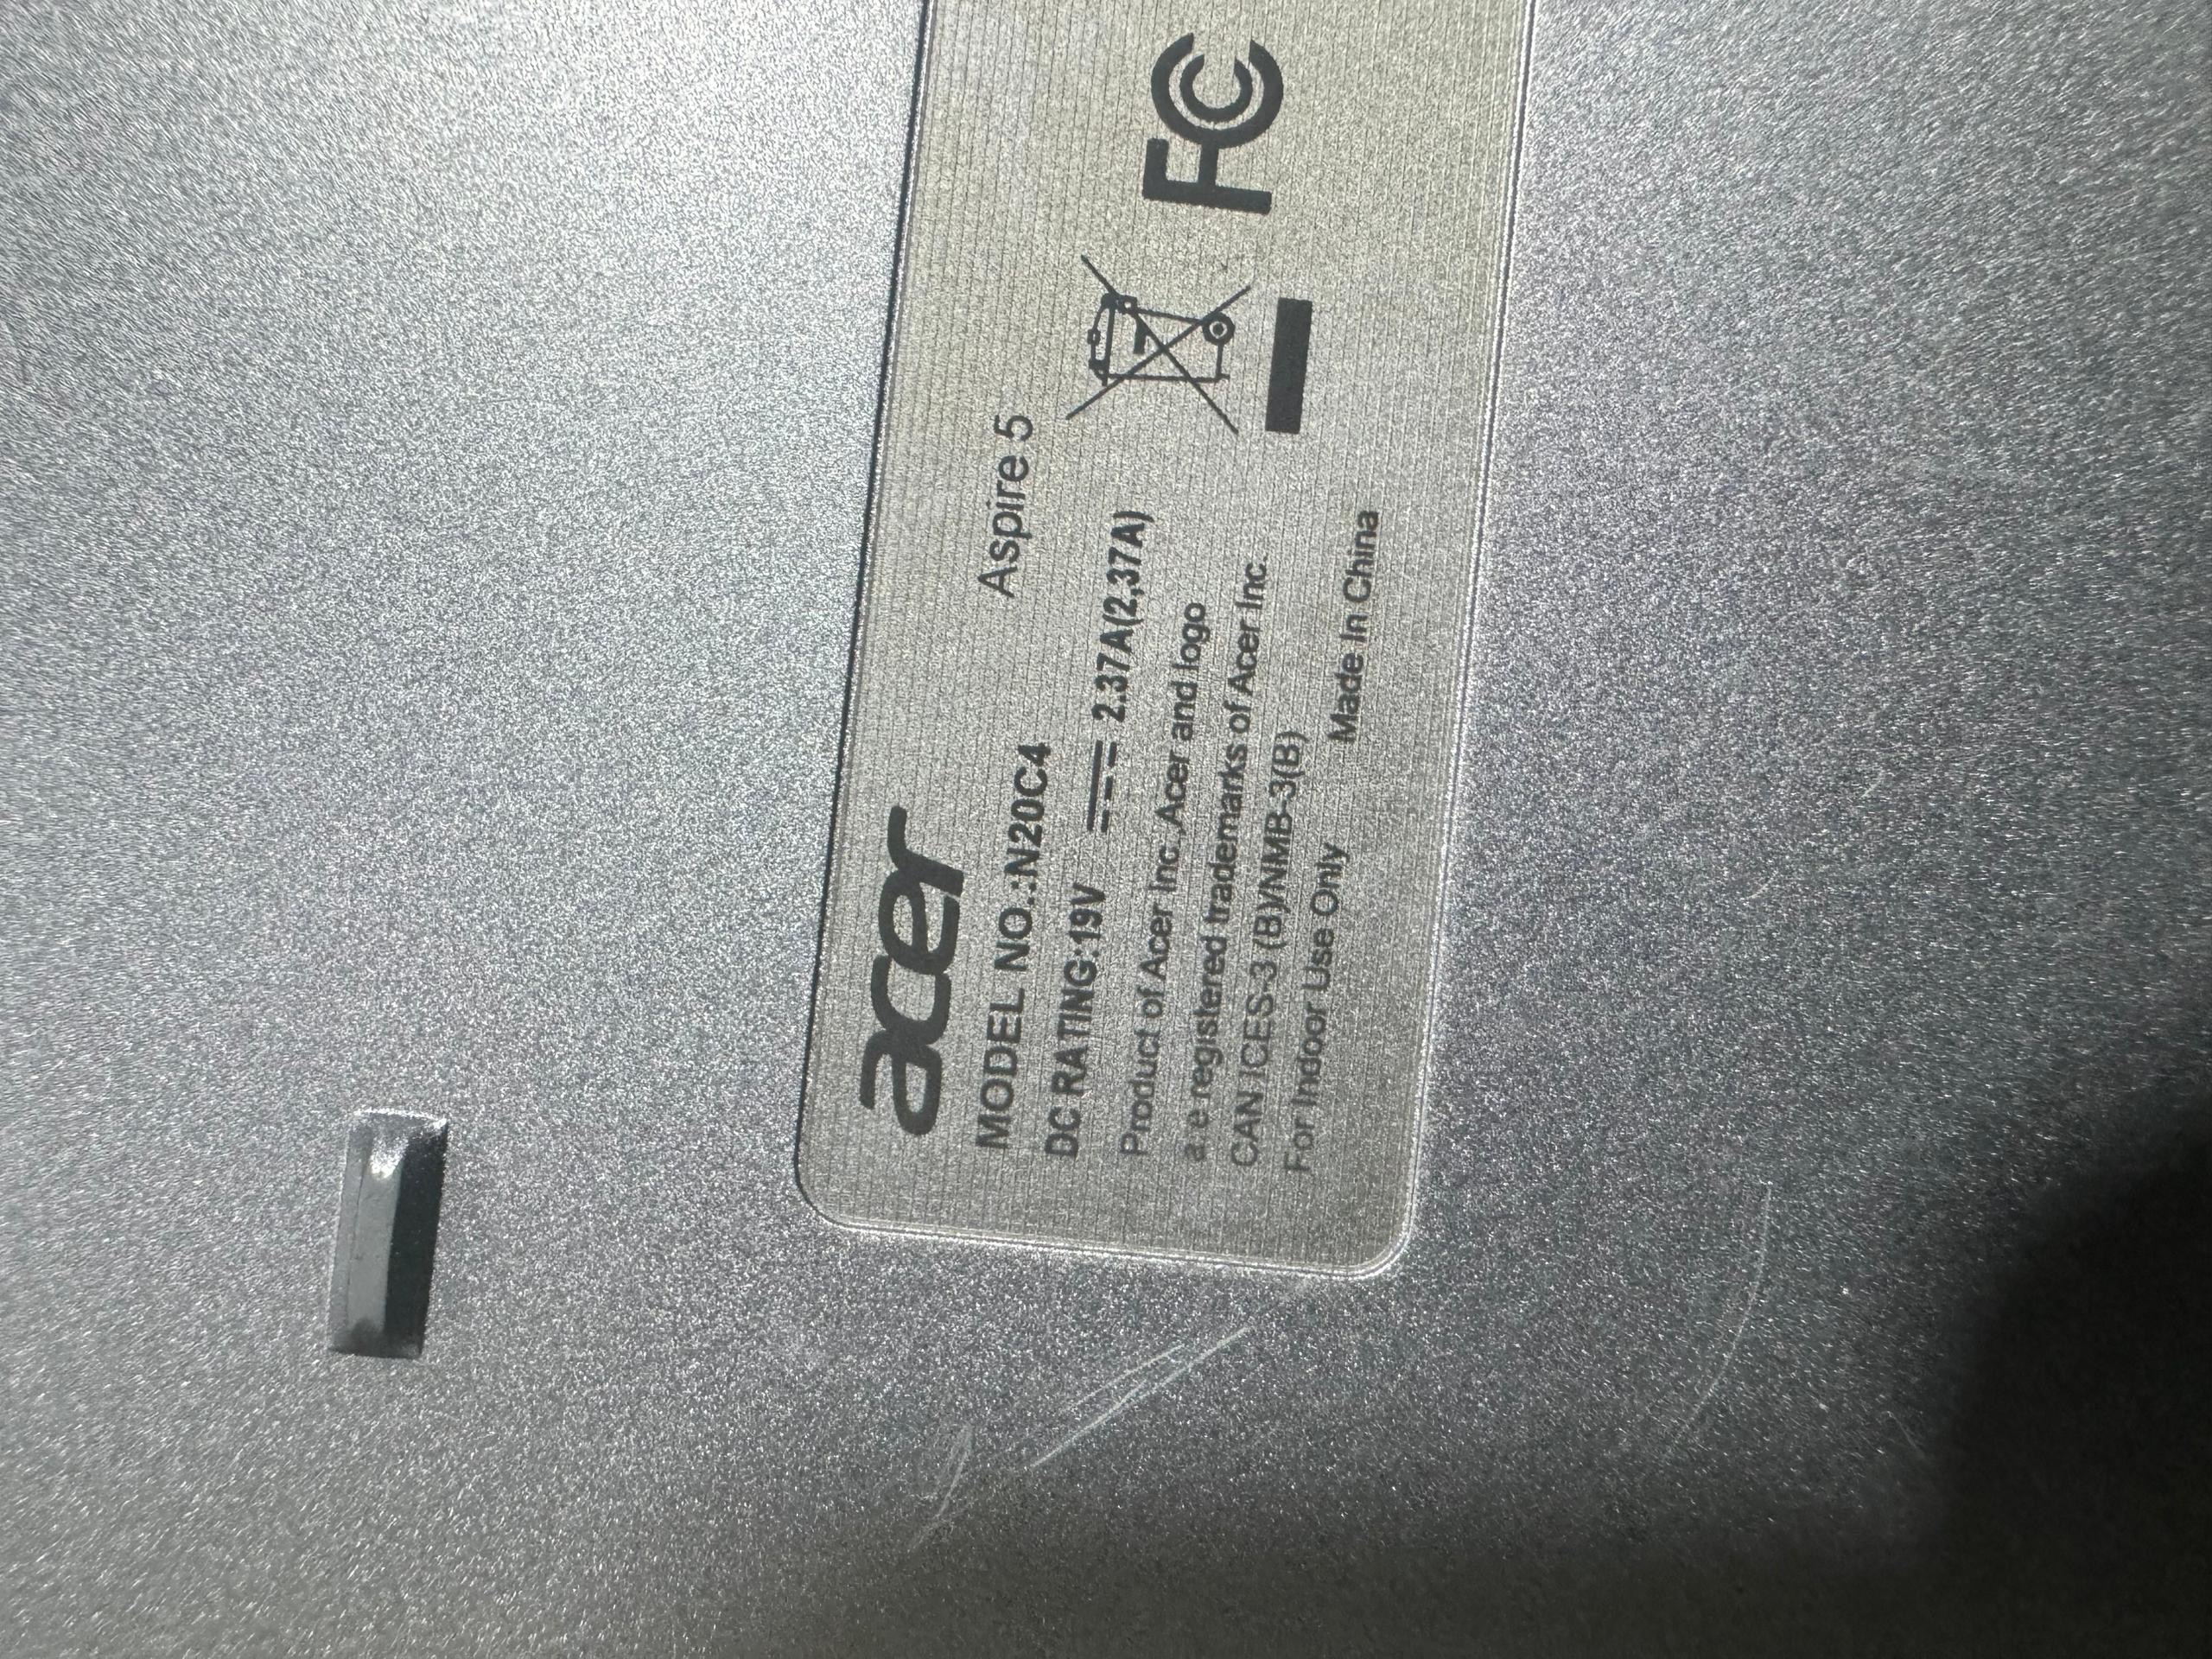 acer
MODEL NO.:N20C4 Aspire 5
DC RATING:19V ⎓ 2.37A(2,37A)
Product of Acer Inc.,Acer and logo
a e registered trademarks of Acer Inc.
CAN ICES-3 (B)/NMB-3(B)
For Indoor Use Only Made In China
FC